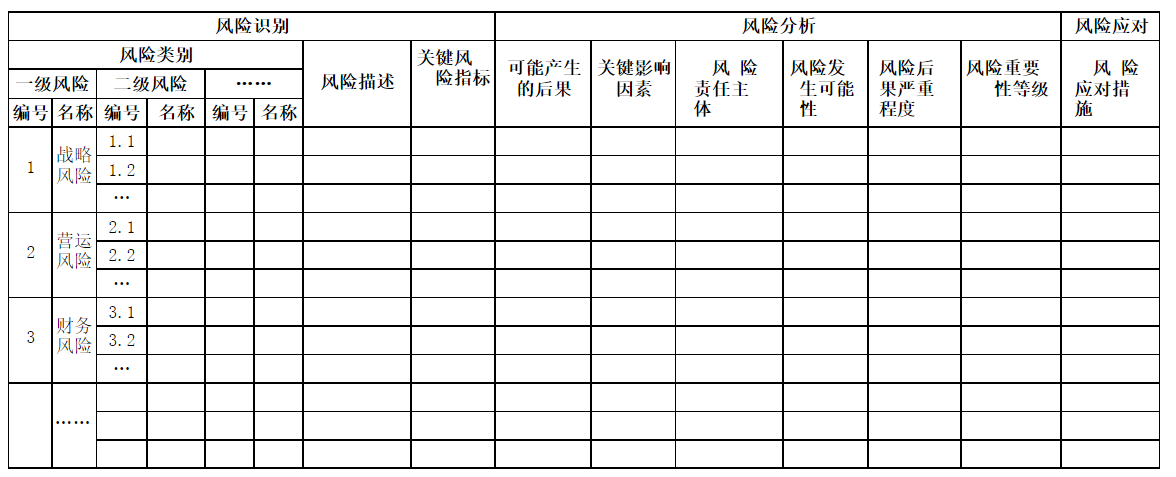 风险识别 风险分析 风险应对
风险类别 风险描述 关键风险指标 可能产生的后果 关键影响因素 风 险责任主体 风险发生可能性 风险后果严重程度 风险重要性等级 风 险应对措施
一级风险 二级风险 ……
编号 名称 编号 名称 编号 名称
1 战略风险 1.1
1.2
…
2 营运风险 2.1
2.2
…
3 财务风险 3.1
3.2
…
……